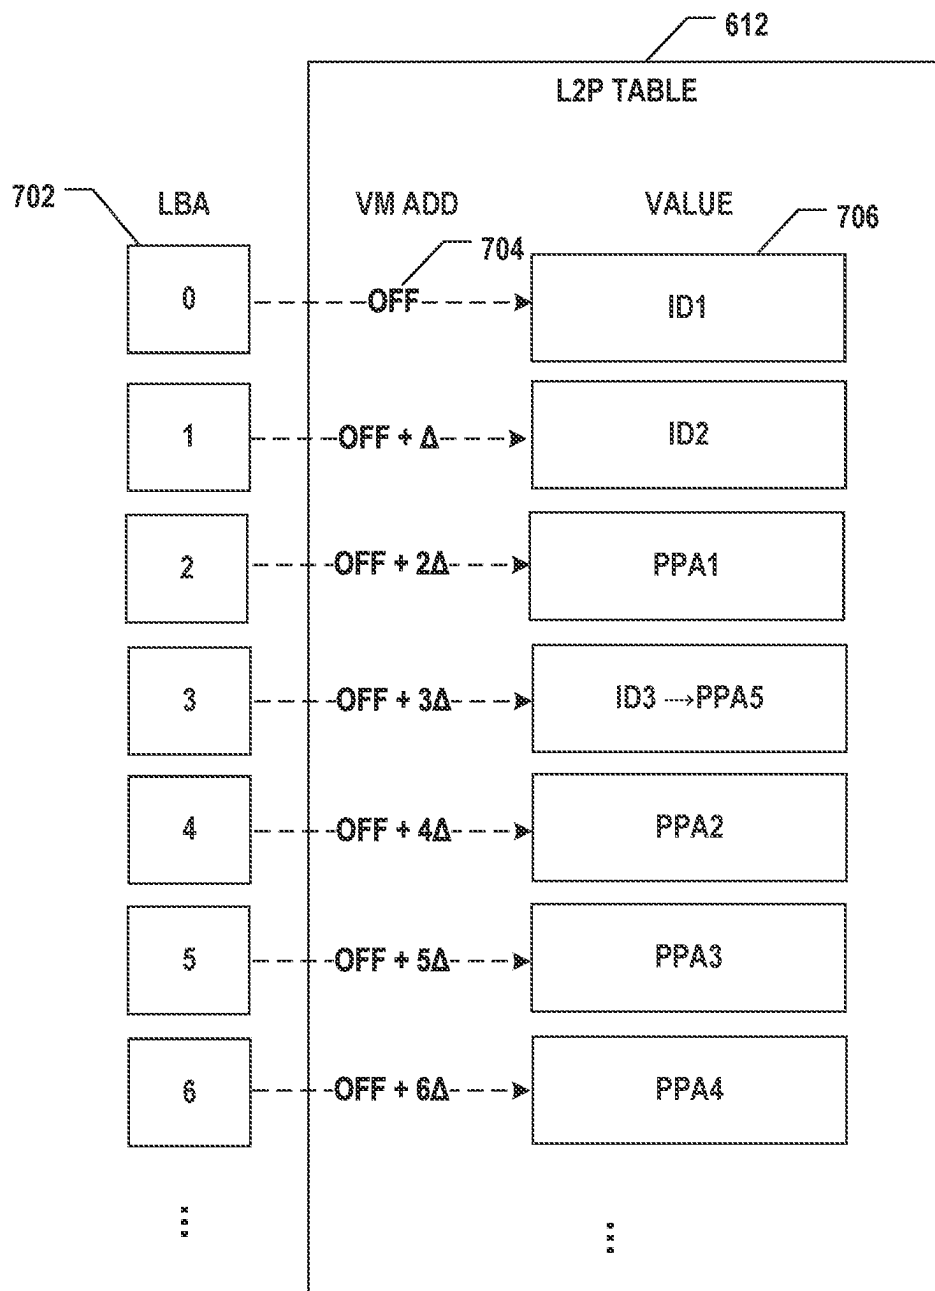 612
L2P TABLE
702 LBA VM ADD VALUE 706
704
0 OFF ID1
1 OFF + Δ ID2
2 OFF + 2Δ PPA1
3 OFF + 3Δ ID3 → PPA5
4 OFF + 4Δ PPA2
5 OFF + 5Δ PPA3
6 OFF + 6Δ PPA4